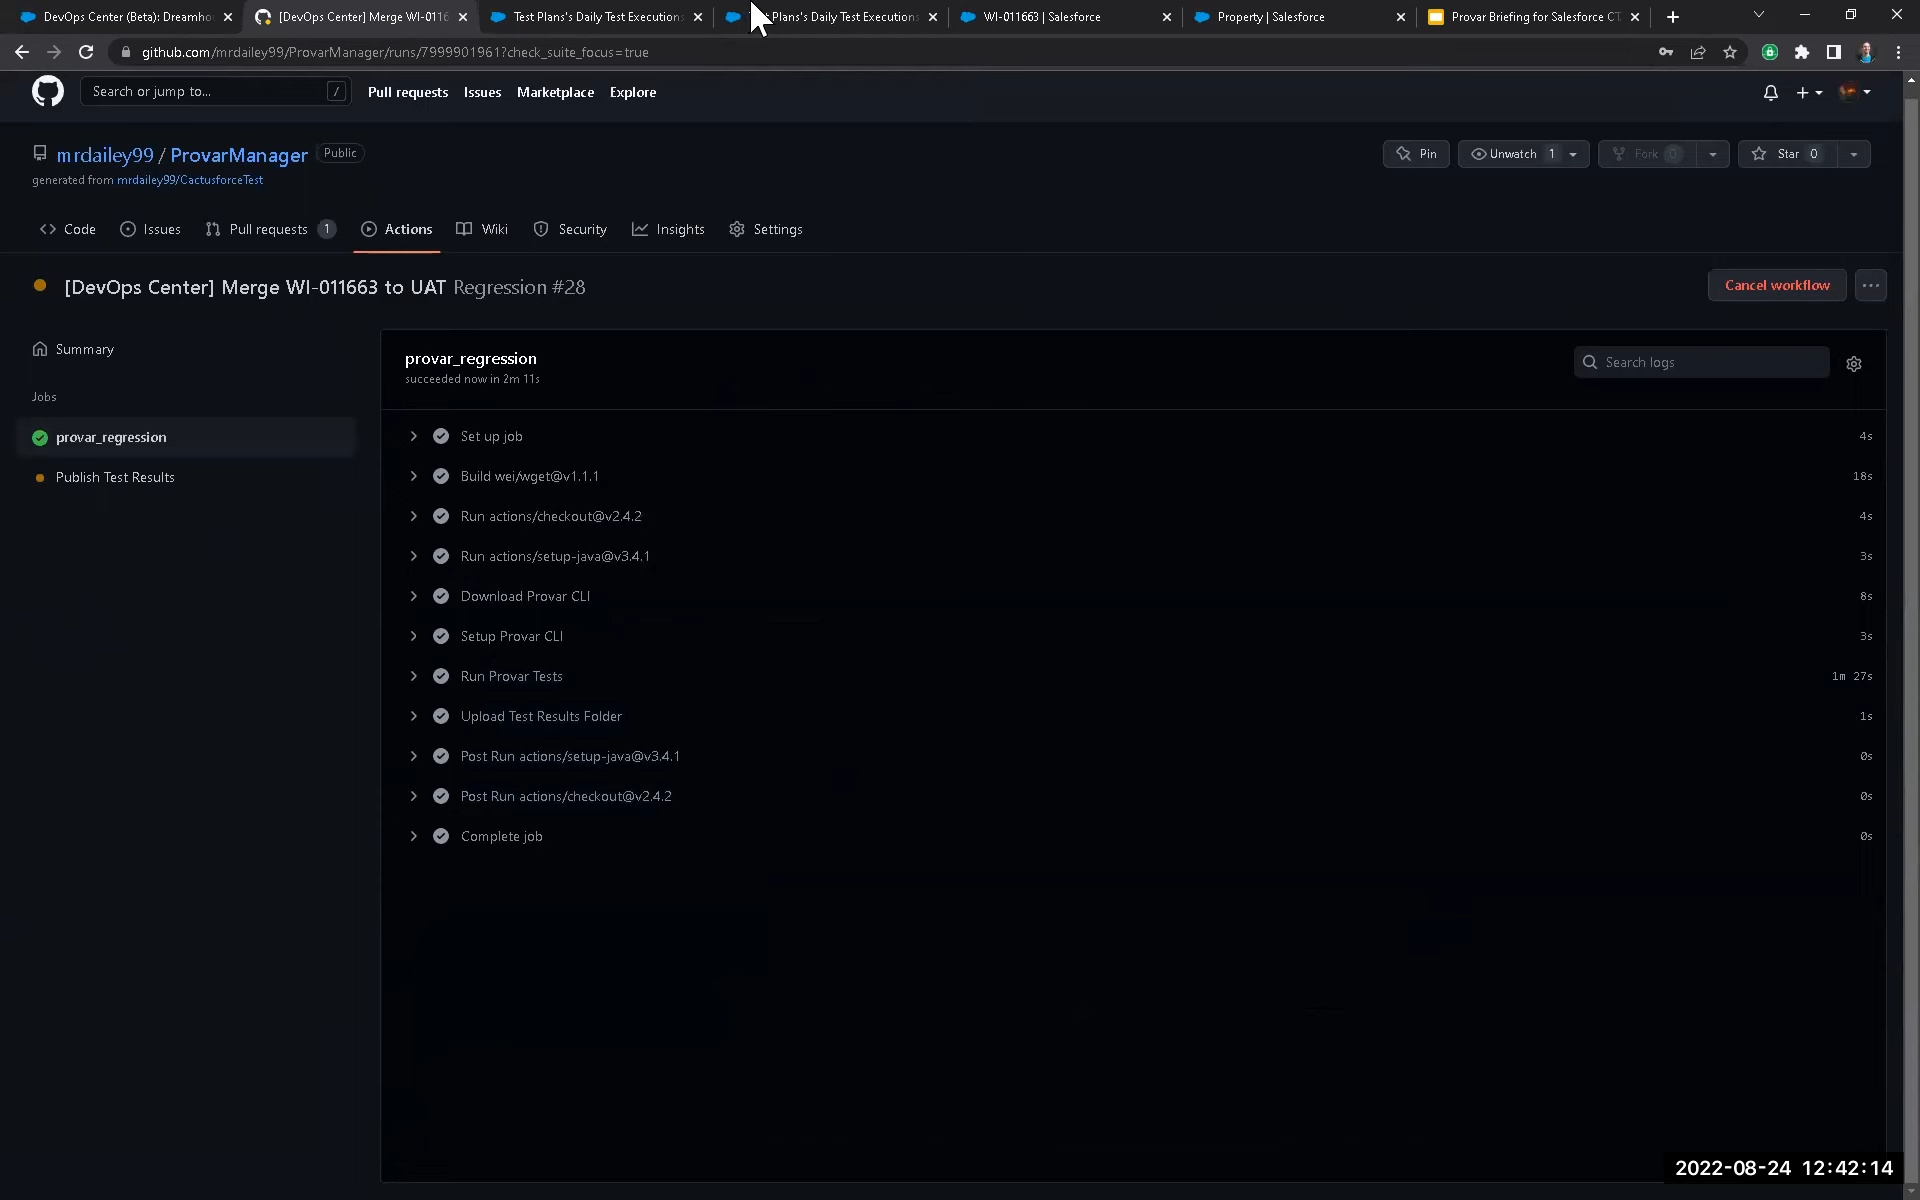 DevOps Center (Beta): Dreamho
[DevOps Center] Merge WI-0116
Test Plans's Daily Test Executions
Plans's Daily Test Executions
WI-011663 | Salesforce
Property | Salesforce
Provar Briefing for Salesforce CT
github.com/mrdailey99/ProvarManager/runs/7999901961?check_suite_focus=true
Search or jump to...
/
Pull requests
Issues
Marketplace
Explore
mrdailey99 / ProvarManager
Public
Pin
Unwatch 1
Fork 0
Star 0
generated from mrdailey99/CactusforceTest
Code
Issues
Pull requests 1
Actions
Wiki
Security
Insights
Settings
[DevOps Center] Merge WI-011663 to UAT Regression #28
Cancel workflow
Summary
Jobs
provar_regression
Publish Test Results
provar_regression
succeeded now in 2m 11s
Search logs
Set up job 4s
Build wei/wget@v1.1.1 18s
Run actions/checkout@v2.4.2 4s
Run actions/setup-java@v3.4.1 3s
Download Provar CLI 8s
Setup Provar CLI 3s
Run Provar Tests 1m 27s
Upload Test Results Folder 1s
Post Run actions/setup-java@v3.4.1 0s
Post Run actions/checkout@v2.4.2 0s
Complete job 0s
2022-08-24 12:42:14